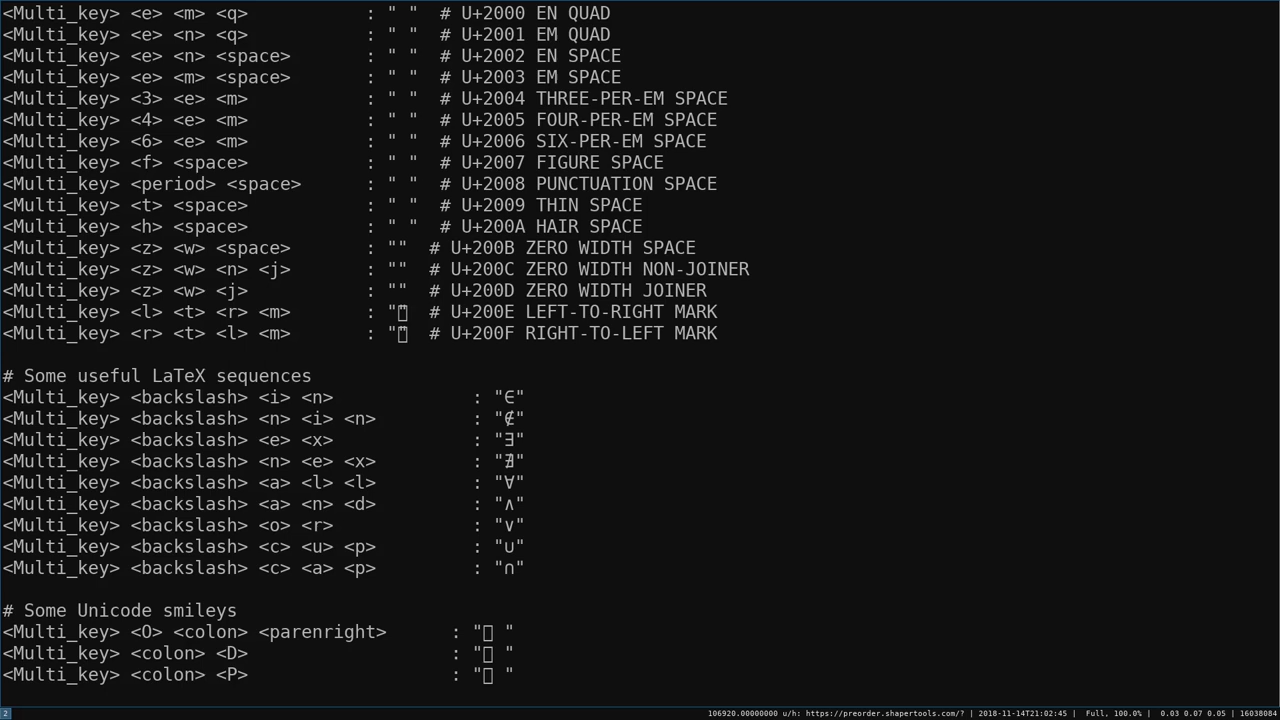 <Multi_key> <e> <m> <q>           : " "  # U+2000 EN QUAD
<Multi_key> <e> <n> <q>           : " "  # U+2001 EM QUAD
<Multi_key> <e> <n> <space>       : " "  # U+2002 EN SPACE
<Multi_key> <e> <m> <space>       : " "  # U+2003 EM SPACE
<Multi_key> <3> <e> <m>           : " "  # U+2004 THREE-PER-EM SPACE
<Multi_key> <4> <e> <m>           : " "  # U+2005 FOUR-PER-EM SPACE
<Multi_key> <6> <e> <m>           : " "  # U+2006 SIX-PER-EM SPACE
<Multi_key> <f> <space>           : " "  # U+2007 FIGURE SPACE
<Multi_key> <period> <space>      : " "  # U+2008 PUNCTUATION SPACE
<Multi_key> <t> <space>           : " "  # U+2009 THIN SPACE
<Multi_key> <h> <space>           : " "  # U+200A HAIR SPACE
<Multi_key> <z> <w> <space>       : ""  # U+200B ZERO WIDTH SPACE
<Multi_key> <z> <w> <n> <j>       : ""  # U+200C ZERO WIDTH NON-JOINER
<Multi_key> <z> <w> <j>           : ""  # U+200D ZERO WIDTH JOINER
<Multi_key> <l> <t> <r> <m>       : ""  # U+200E LEFT-TO-RIGHT MARK
<Multi_key> <r> <t> <l> <m>       : ""  # U+200F RIGHT-TO-LEFT MARK
# Some useful LaTeX sequences
<Multi_key> <backslash> <i> <n>             : "∈"
<Multi_key> <backslash> <n> <i> <n>         : "∉"
<Multi_key> <backslash> <e> <x>             : "∃"
<Multi_key> <backslash> <n> <e> <x>         : "∄"
<Multi_key> <backslash> <a> <l> <l>         : "∀"
<Multi_key> <backslash> <a> <n> <d>         : "∧"
<Multi_key> <backslash> <o> <r>             : "∨"
<Multi_key> <backslash> <c> <u> <p>         : "∪"
<Multi_key> <backslash> <c> <a> <p>         : "∩"
# Some Unicode smileys
<Multi_key> <O> <colon> <parenright>      : " "
<Multi_key> <colon> <D>                   : " "
<Multi_key> <colon> <P>                   : " "
2 106920.00000000 u/h: https://preorder.shapertools.com/? | 2018-11-14T21:02:45 |  Full, 100.0% |  0.03 0.07 0.05 | 16038084